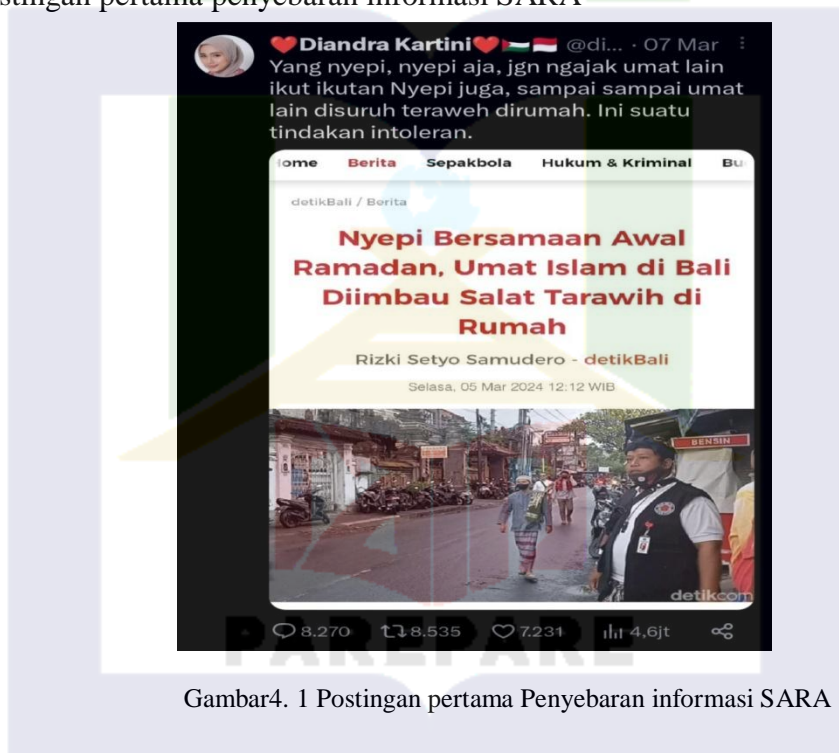 stingan pertama penyebaran informasi SARA
❤️Diandra Kartini❤️🇵🇸🇮🇩 @di... · 07 Mar
Yang nyepi, nyepi aja, jgn ngajak umat lain
ikut ikutan Nyepi juga, sampai sampai umat
lain disuruh teraweh dirumah. Ini suatu
tindakan intoleran.
ome Berita Sepakbola Hukum & Kriminal Bu
detikBali / Berita
Nyepi Bersamaan Awal
Ramadan, Umat Islam di Bali
Diimbau Salat Tarawih di
Rumah
Rizki Setyo Samudero - detikBali
Selasa, 05 Mar 2024 12:12 WIB
BENSIN
detikcom
8.270 8.535 7.231 4,6jt
PAREPARE
Gambar4. 1 Postingan pertama Penyebaran informasi SARA